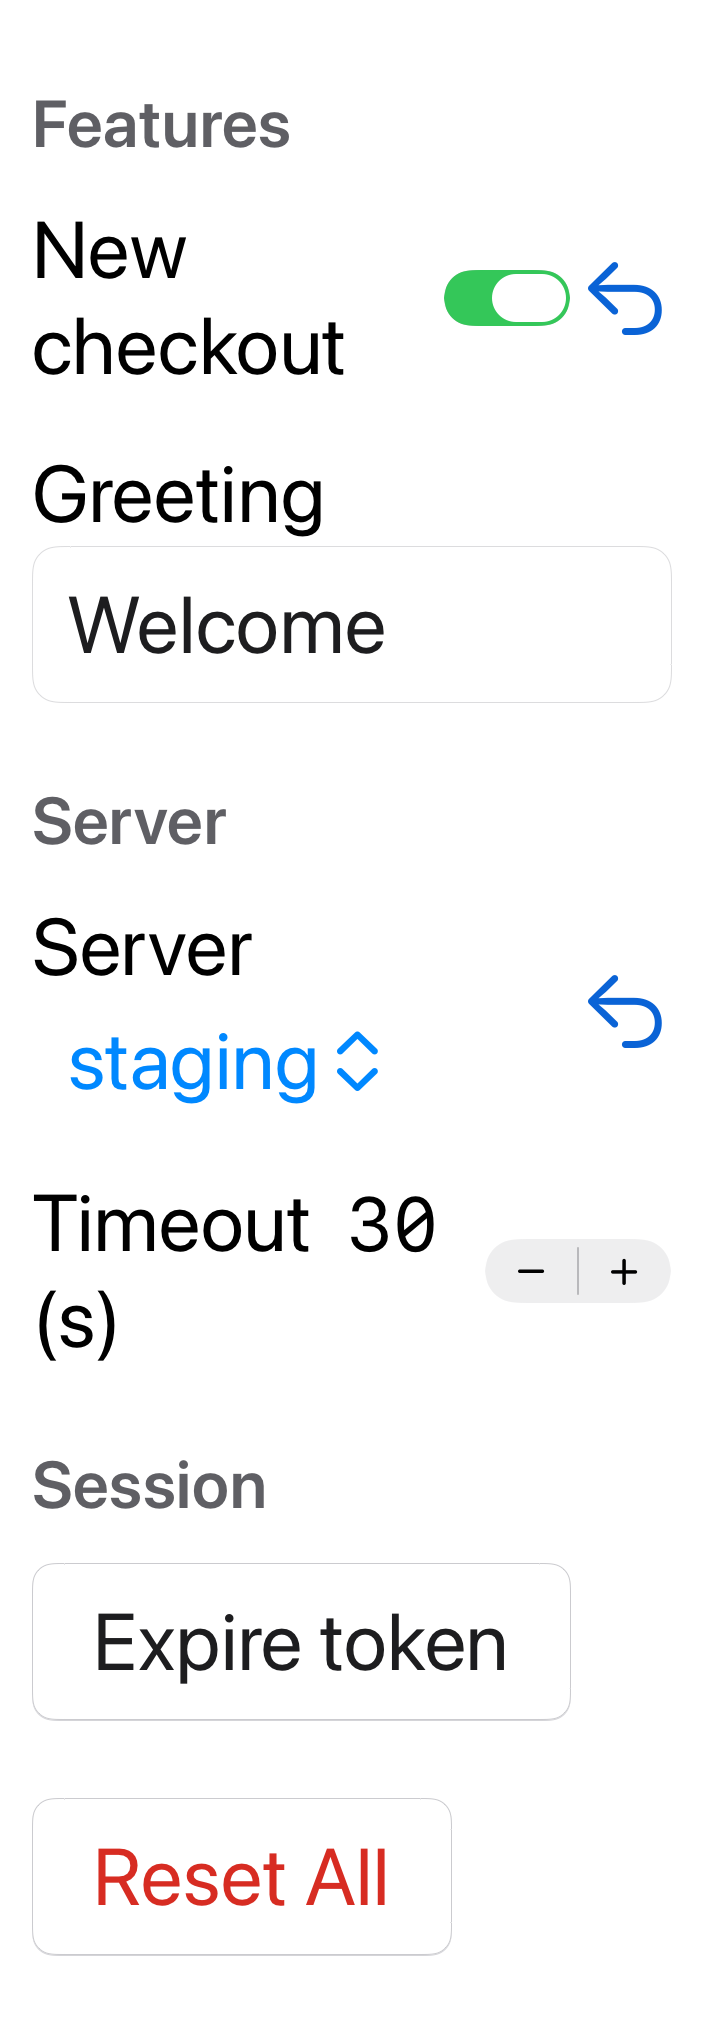 Features
New
checkout
Greeting
Welcome
Server
Server
staging
Timeout 30
(s)
Session
Expire token
Reset All